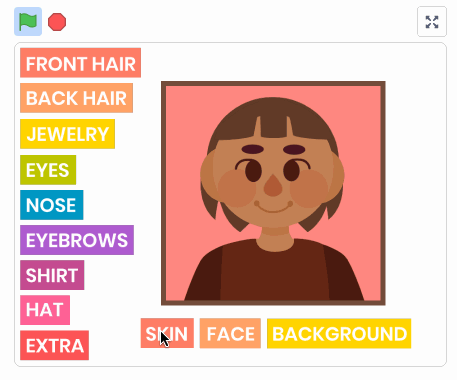 FRONT HAIR
BACK HAIR
JEWELRY
EYES
NOSE
EYEBROWS
SHIRT
HAT
EXTRA
SKIN FACE BACKGROUND